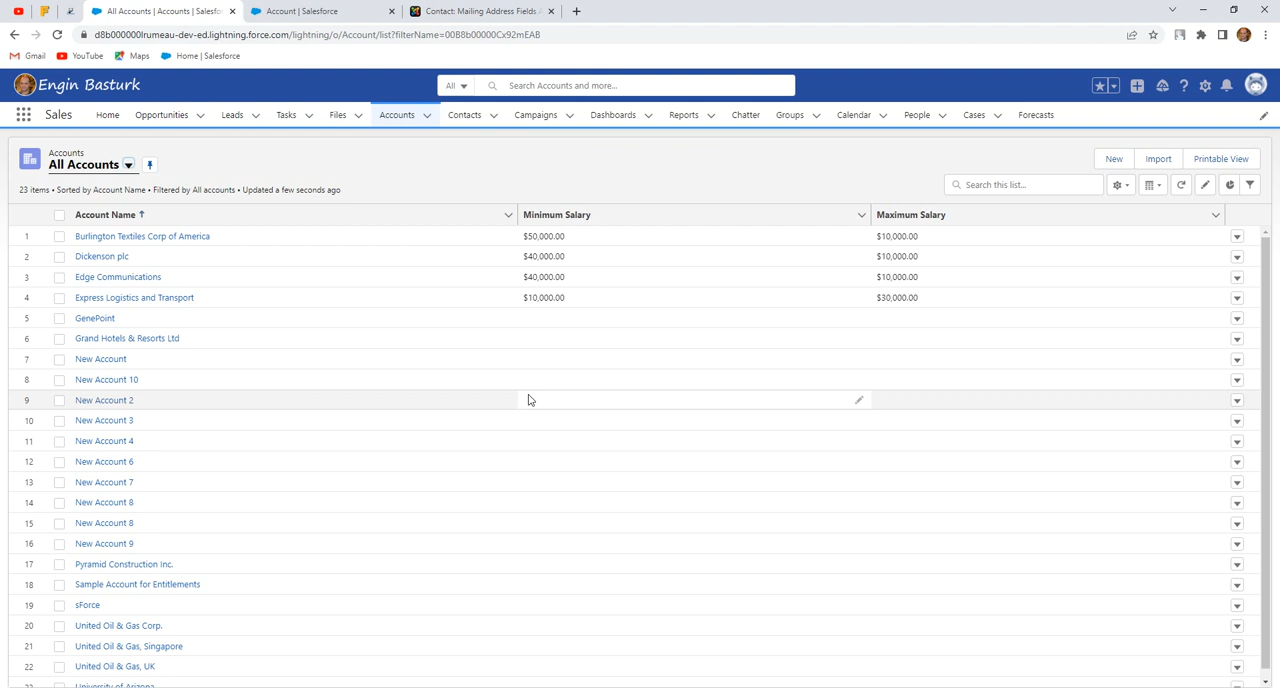 All Accounts | Accounts | Salesfo
Account | Salesforce
Contact: Mailing Address Fields A
d8b000000lrumeau-dev-ed.lightning.force.com/lightning/o/Account/list?filterName=00B8b00000Cx92mEAB
Gmail
YouTube
Maps
Home | Salesforce
Engin Basturk
All
Search Accounts and more...
Sales
Home
Opportunities
Leads
Tasks
Files
Accounts
Contacts
Campaigns
Dashboards
Reports
Chatter
Groups
Calendar
People
Cases
Forecasts
Accounts
All Accounts
New
Import
Printable View
23 items • Sorted by Account Name • Filtered by All accounts • Updated a few seconds ago
Search this list...
Account Name ↑ Minimum Salary Maximum Salary
1 Burlington Textiles Corp of America $50,000.00 $10,000.00
2 Dickenson plc $40,000.00 $10,000.00
3 Edge Communications $40,000.00 $10,000.00
4 Express Logistics and Transport $10,000.00 $30,000.00
5 GenePoint
6 Grand Hotels & Resorts Ltd
7 New Account
8 New Account 10
9 New Account 2
10 New Account 3
11 New Account 4
12 New Account 6
13 New Account 7
14 New Account 8
15 New Account 8
16 New Account 9
17 Pyramid Construction Inc.
18 Sample Account for Entitlements
19 sForce
20 United Oil & Gas Corp.
21 United Oil & Gas, Singapore
22 United Oil & Gas, UK
23 University of Arizona